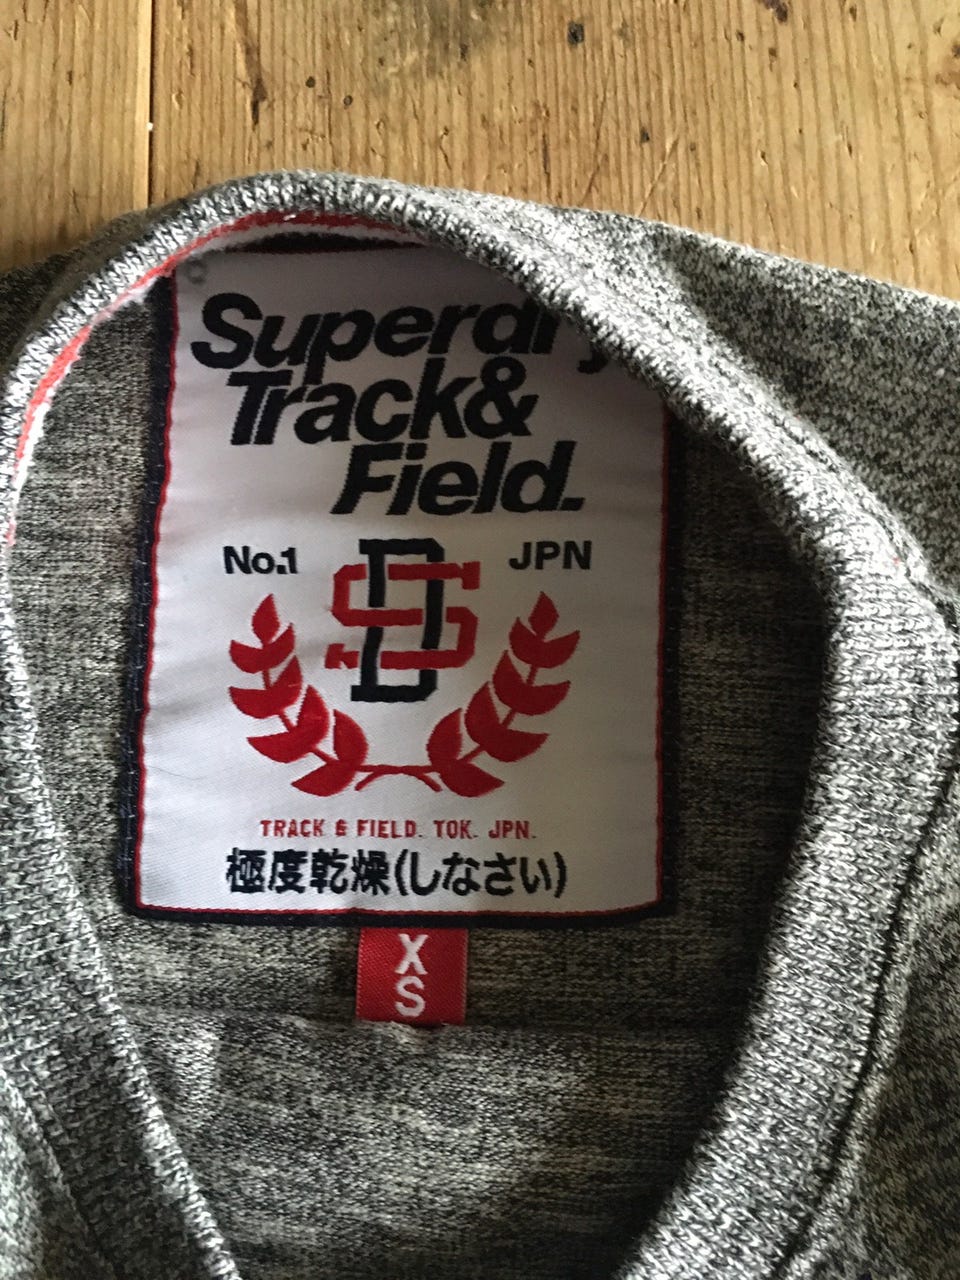 Superdry
Track&
Field.
No.1 DS JPN
TRACK & FIELD. TOK. JPN.
極度乾燥(しなさい)
XS